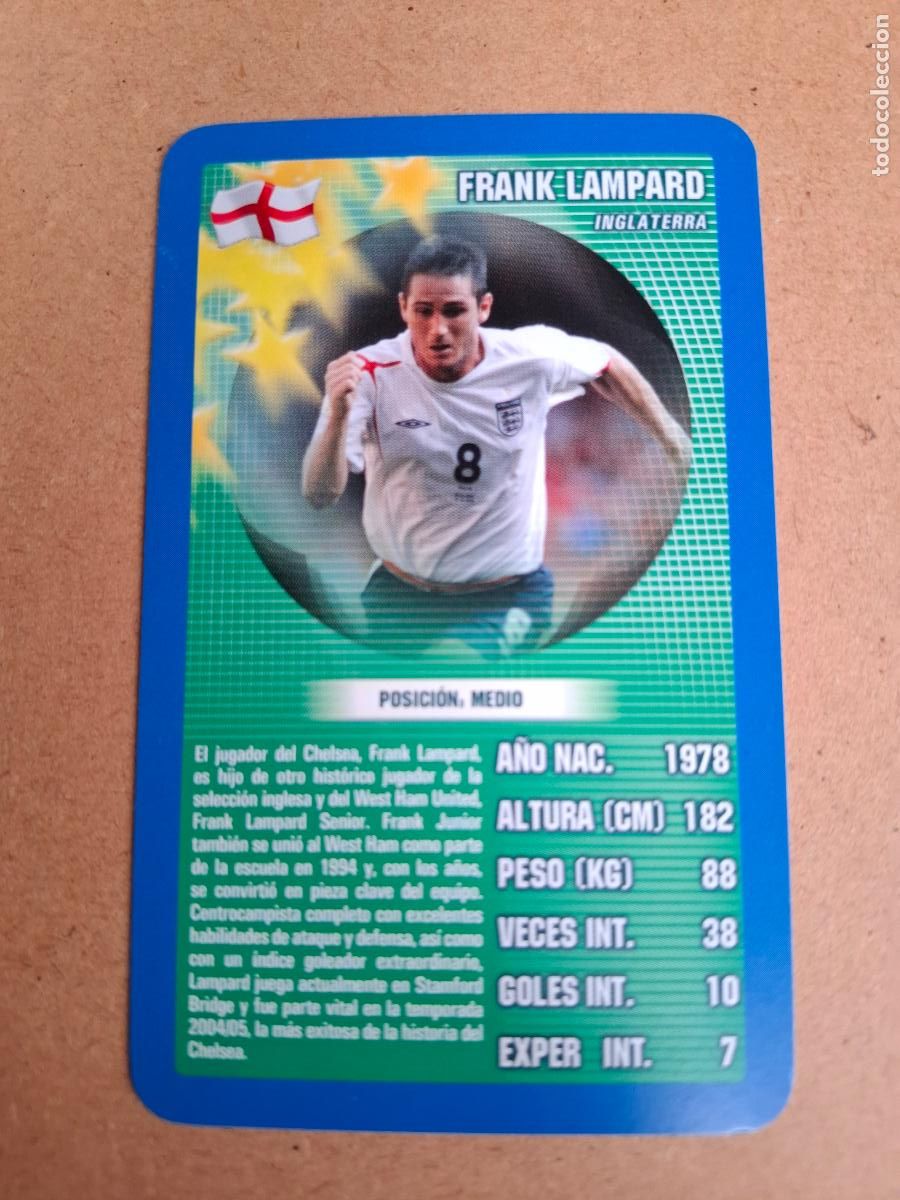 todocoleccion
FRANK LAMPARD
INGLATERRA
8
POSICIÓN: MEDIO
El jugador del Chelsea, Frank Lampard,
es hijo de otro histórico jugador de la
selección inglesa y del West Ham United,
Frank Lampard Senior. Frank Junior
también se unió al West Ham como parte
de la escuela en 1994 y, con los años,
se convirtió en pieza clave del equipo.
Centrocampista completo con excelentes
habilidades de ataque y defensa, así como
con un índice goleador extraordinario,
Lampard juega actualmente en Stamford
Bridge y fue parte vital en la temporada
2004/05, la más exitosa de la historia del
Chelsea.
AÑO NAC. 1978
ALTURA (CM) 182
PESO (KG) 88
VECES INT. 38
GOLES INT. 10
EXPER INT. 7